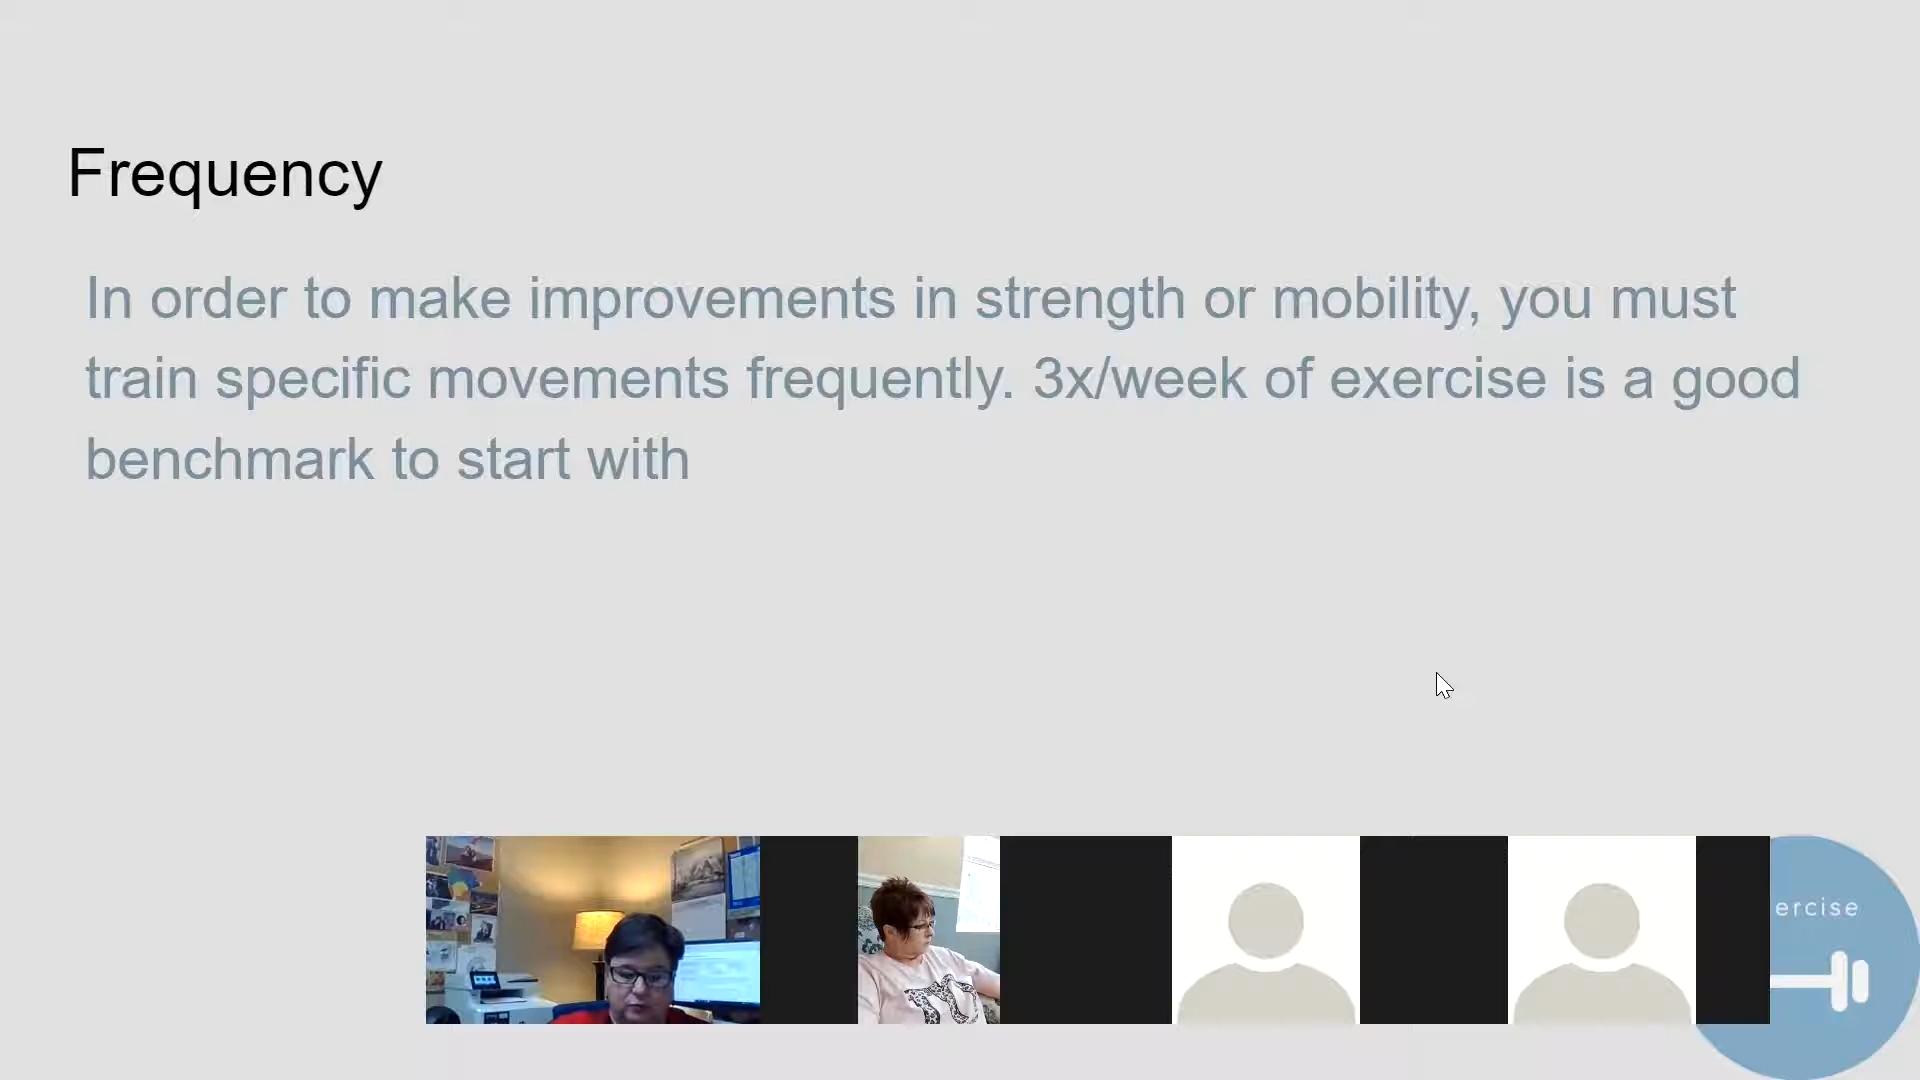 Frequency
In order to make improvements in strength or mobility, you must
train specific movements frequently. 3x/week of exercise is a good
benchmark to start with
ercise